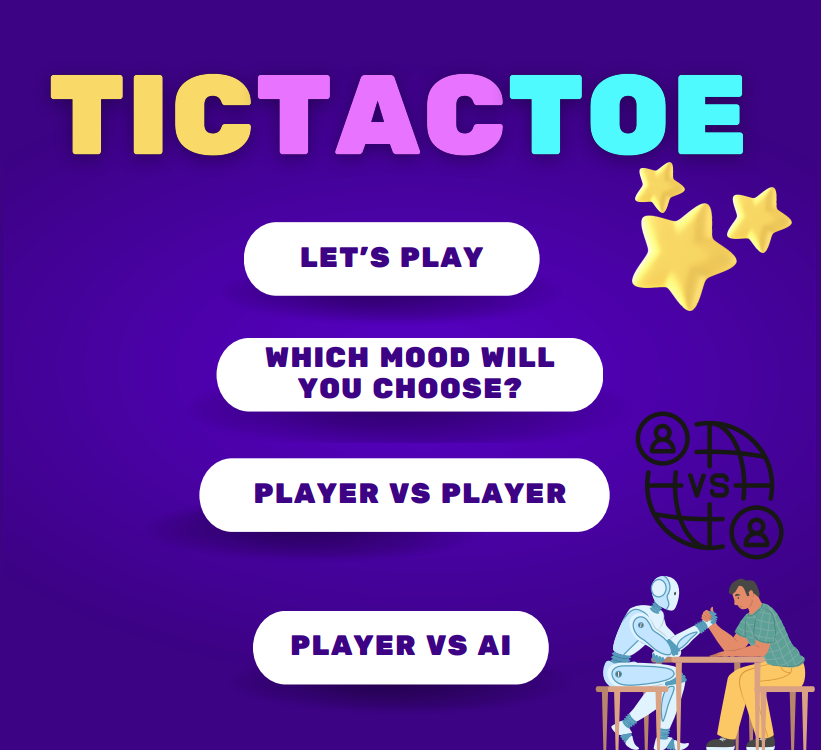 TICTACTOE
LET'S PLAY
WHICH MOOD WILL
YOU CHOOSE?
PLAYER VS PLAYER
VS
PLAYER VS AI